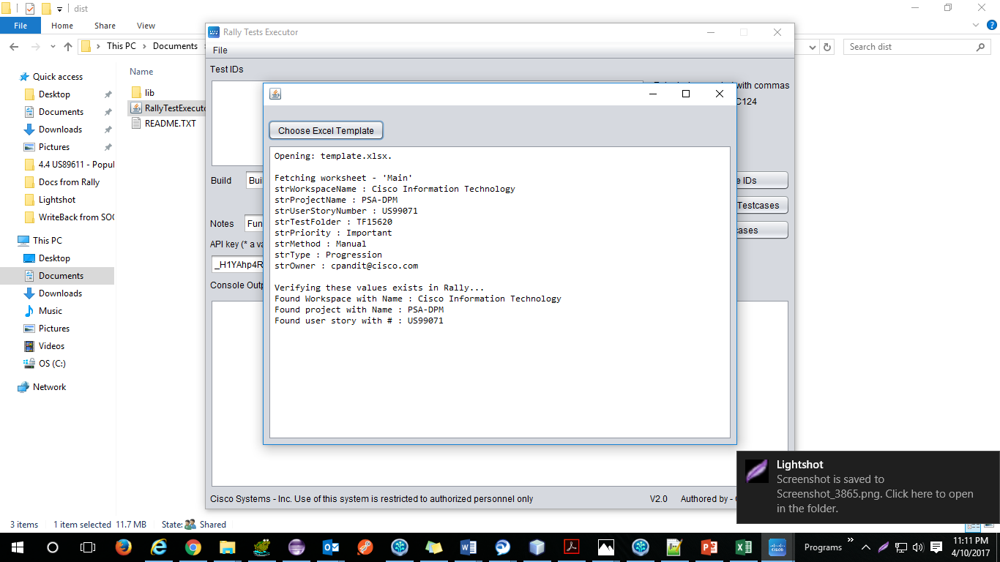 dist
File
Home
Share
View
This PC
Documents
Search dist
Quick access
Desktop
Documents
Downloads
Pictures
4.4 US89611 - Popul
Docs from Rally
Lightshot
WriteBack from SO
This PC
Desktop
Documents
Downloads
Music
Pictures
Videos
OS (C:)
Network
Name
lib
RallyTestExecuto
README.TXT
Rally Tests Executor
File
Test IDs
with commas
C124
Build
Buil
e IDs
Testcases
Notes
Fun
ases
API key (* a va
_H1YAhp4R
Console Outp
Choose Excel Template
Opening: template.xlsx.
Fetching worksheet - 'Main'
strWorkspaceName : Cisco Information Technology
strProjectName : PSA-DPM
strUserStoryNumber : US99071
strTestFolder : TF15620
strPriority : Important
strMethod : Manual
strType : Progression
strOwner : cpandit@cisco.com
Verifying these values exists in Rally...
Found Workspace with Name : Cisco Information Technology
Found project with Name : PSA-DPM
Found user story with # : US99071
Cisco Systems - Inc. Use of this system is restricted to authorized personnel only
V2.0
Authored by -
Lightshot
Screenshot is saved to
Screenshot_3865.png. Click here to open
in the folder.
3 items
1 item selected 11.7 MB
State:
Shared
Programs
11:11 PM
4/10/2017